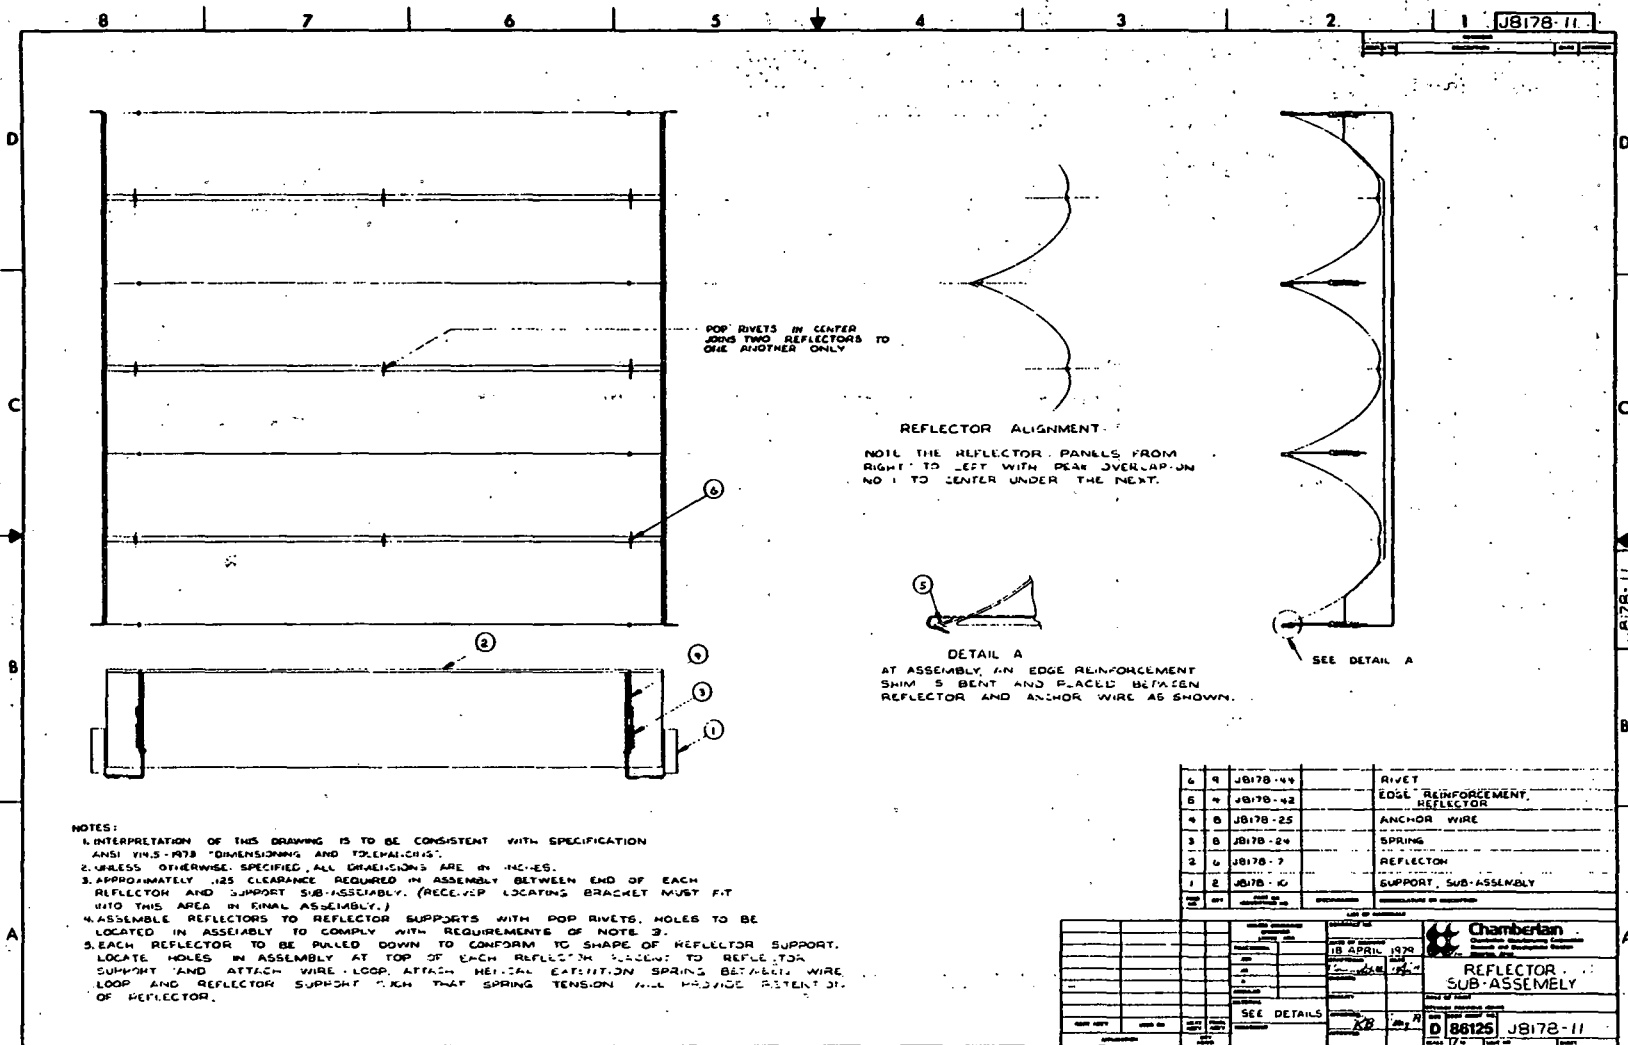 8 7 6 5 4 3 2 1 J8178-11
D
D
POP RIVETS IN CENTER
JOINS TWO REFLECTORS TO
ONE ANOTHER ONLY
C
C
REFLECTOR ALIGNMENT
NOTE THE REFLECTOR PANELS FROM
RIGHT TO LEFT WITH PEAK OVERLAP ON
NO 1 TO CENTER UNDER THE NEXT.
6
5
DETAIL A
AT ASSEMBLY, AN EDGE REINFORCEMENT
SHIM IS BENT AND PLACED BETWEEN
REFLECTOR AND ANCHOR WIRE AS SHOWN.
SEE DETAIL A
J8178-11
B
B
2
4
3
1
NOTES:
1. INTERPRETATION OF THIS DRAWING IS TO BE CONSISTENT WITH SPECIFICATION
ANSI Y14.5-1973 "DIMENSIONING AND TOLERANCING".
2. UNLESS OTHERWISE SPECIFIED, ALL DIMENSIONS ARE IN INCHES.
3. APPROXIMATELY .125 CLEARANCE REQUIRED IN ASSEMBLY BETWEEN END OF EACH
REFLECTOR AND SUPPORT SUB-ASSEMBLY. (RECEIVER LOCATING BRACKET MUST FIT
INTO THIS AREA IN FINAL ASSEMBLY.)
4. ASSEMBLE REFLECTORS TO REFLECTOR SUPPORTS WITH POP RIVETS. HOLES TO BE
LOCATED IN ASSEMBLY TO COMPLY WITH REQUIREMENTS OF NOTE 3.
5. EACH REFLECTOR TO BE PULLED DOWN TO CONFORM TO SHAPE OF REFLECTOR SUPPORT.
LOCATE HOLES IN ASSEMBLY AT TOP OF EACH REFLECTOR ADJACENT TO REFLECTOR
SUPPORT AND ATTACH WIRE LOOP. ATTACH HELICAL EXTENTION SPRING BETWEEN WIRE
LOOP AND REFLECTOR SUPPORT SUCH THAT SPRING TENSION WILL PROVIDE RETENTION
OF REFLECTOR.
A
A
6 9 J8178-44 RIVET
5 4 J8178-42 EDGE REINFORCEMENT, REFLECTOR
4 8 J8178-25 ANCHOR WIRE
3 8 J8178-24 SPRING
2 6 J8178-7 REFLECTOR
1 2 J8178-10 SUPPORT, SUB-ASSEMBLY
LIST OF MATERIALS
Chamberlain
18 APRIL 1979
REFLECTOR
SUB-ASSEMBLY
SEE DETAILS
D 86125 J8178-11